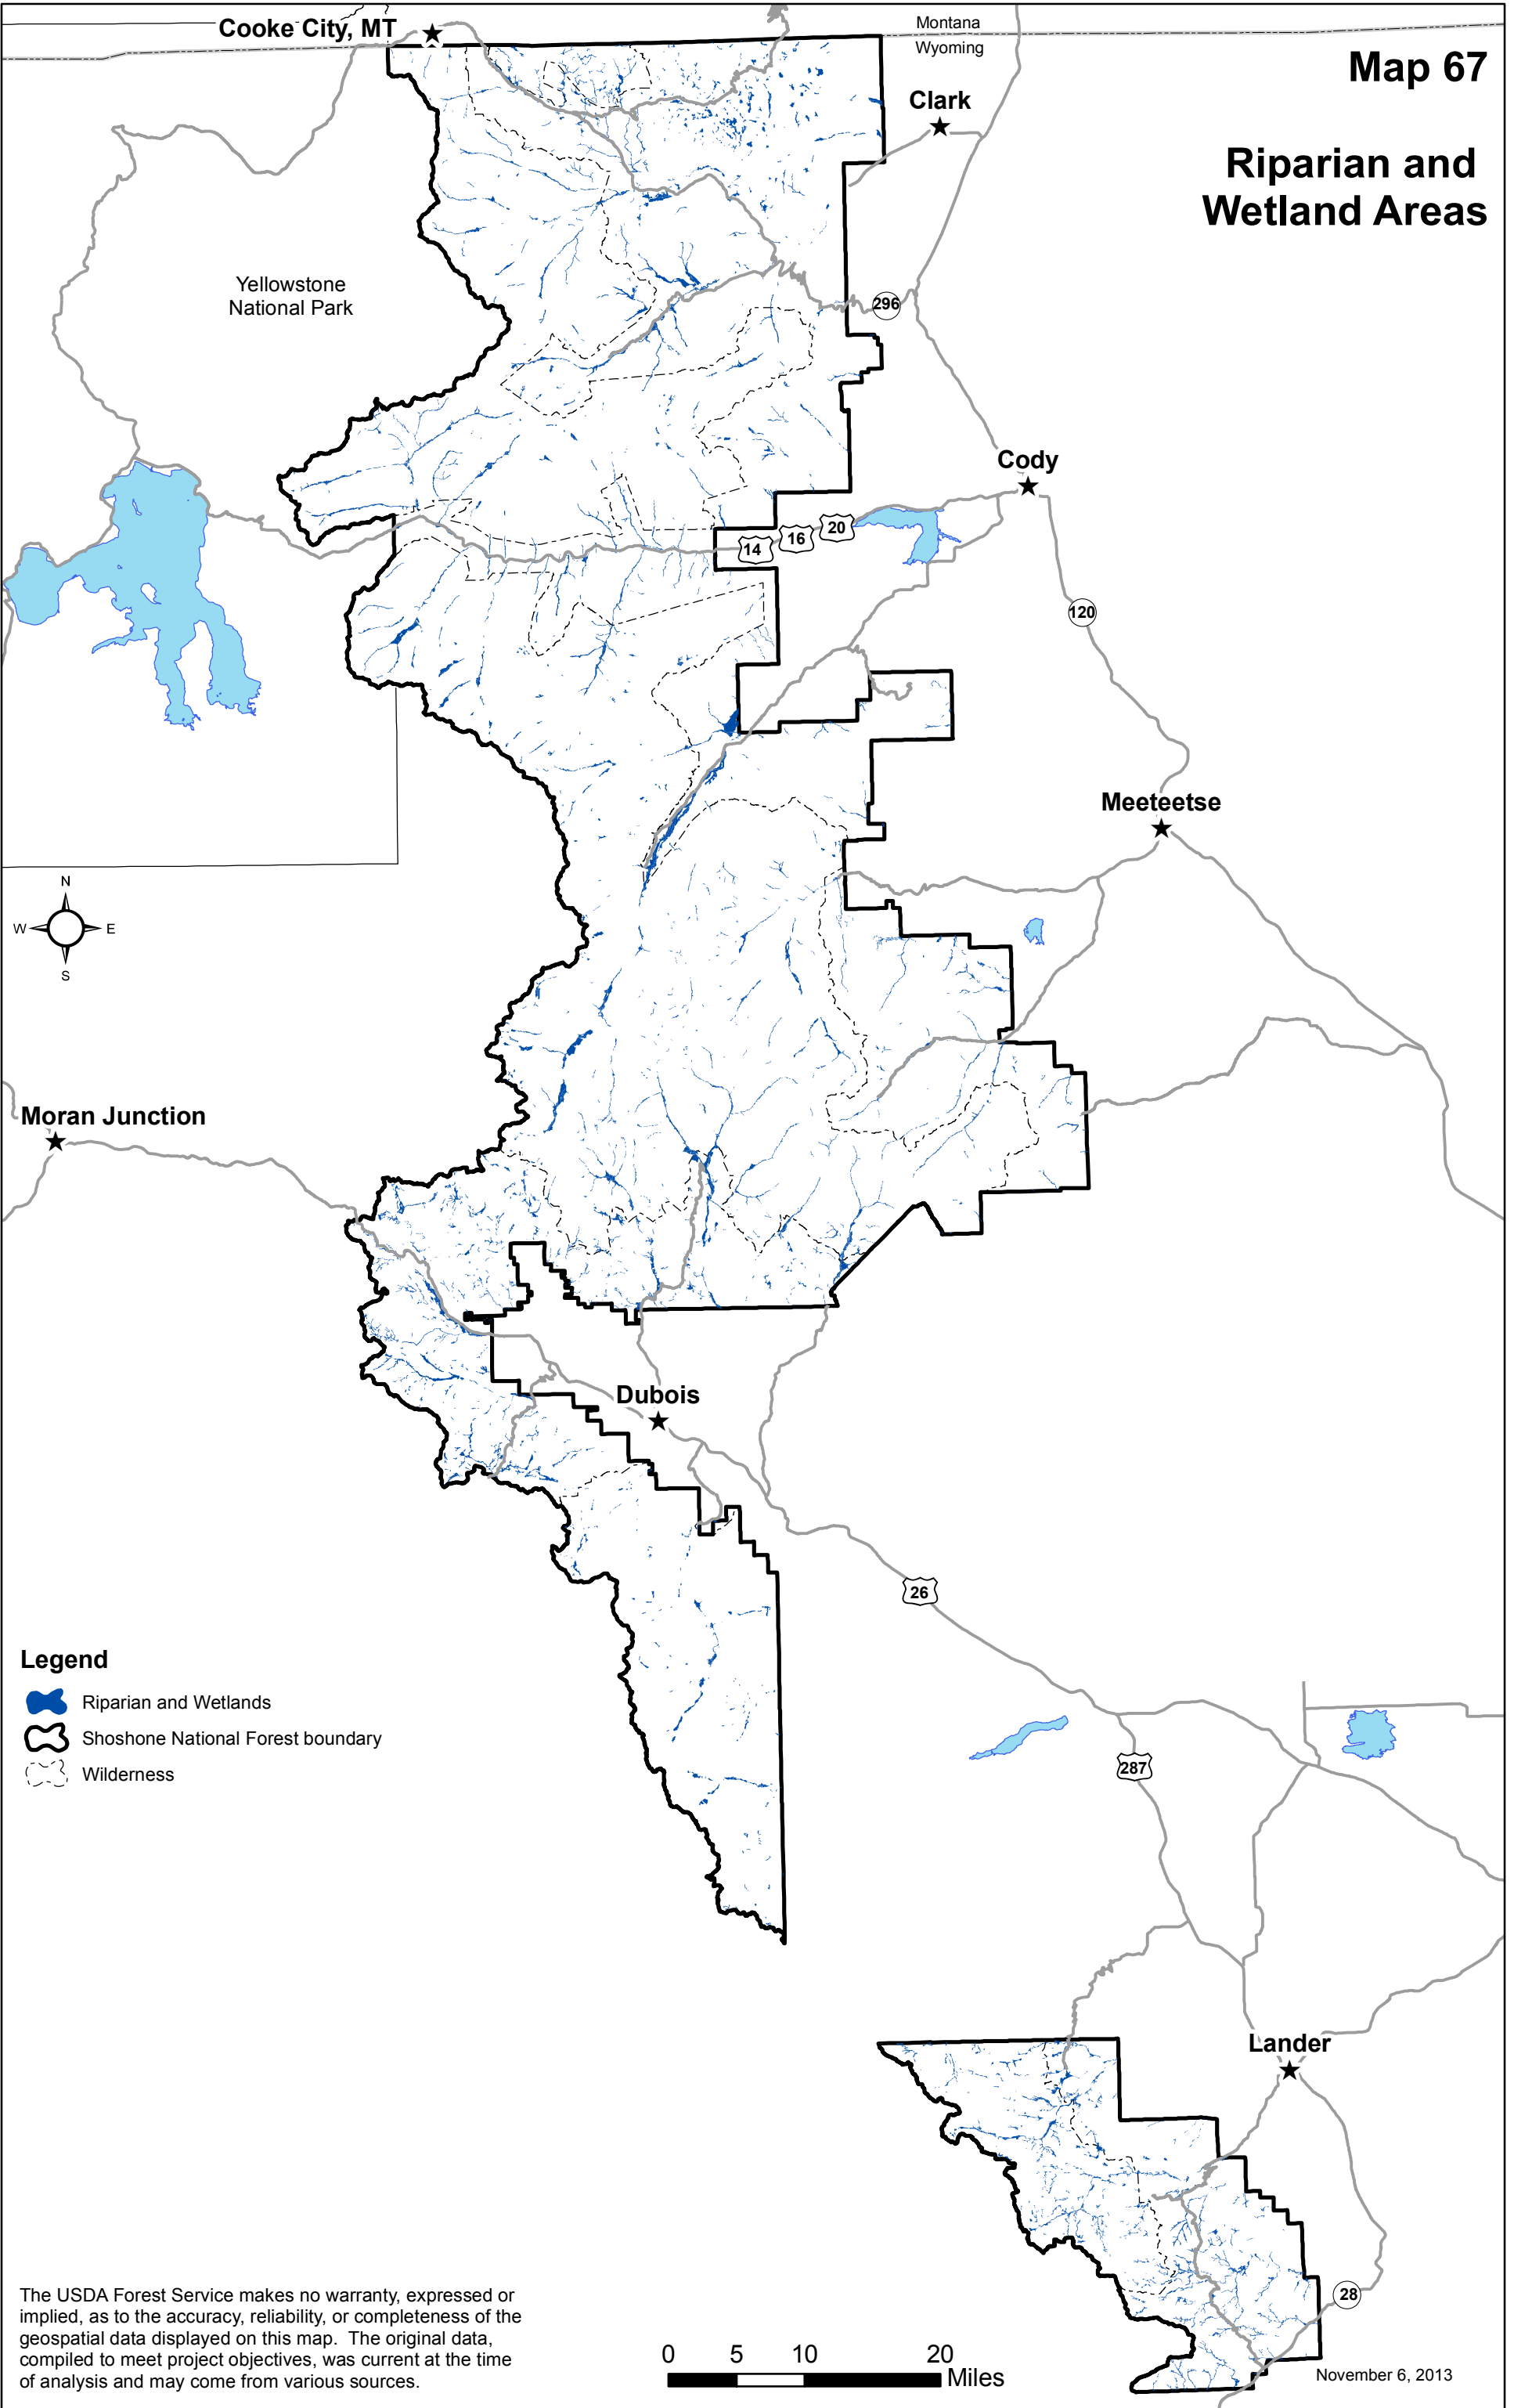 Cooke City, MT
Montana
Wyoming
Map 67
Clark
Riparian and
Wetland Areas
Yellowstone
National Park
296
Cody
20
16
14
120
Meeteetse
N
W
E
S
Moran Junction
Dubois
26
Legend
Riparian and Wetlands
Shoshone National Forest boundary
Wilderness
287
Lander
28
The USDA Forest Service makes no warranty, expressed or
implied, as to the accuracy, reliability, or completeness of the
geospatial data displayed on this map. The original data,
compiled to meet project objectives, was current at the time
of analysis and may come from various sources.
0 5 10 20
Miles
November 6, 2013